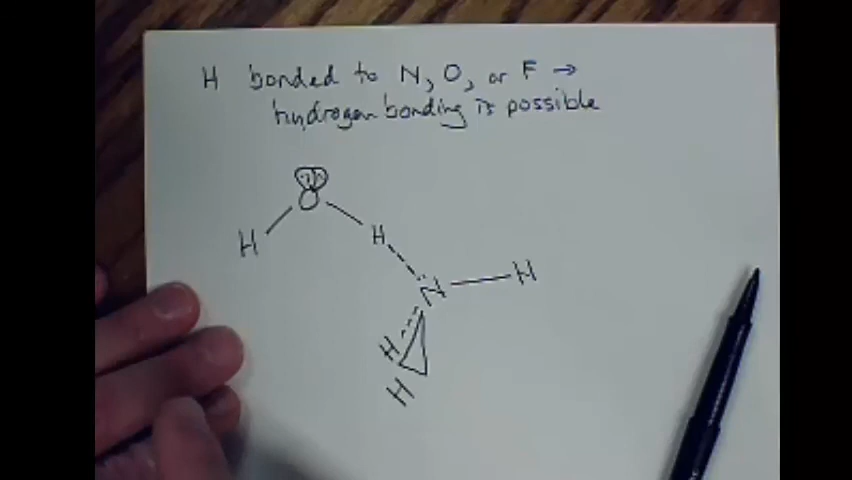 H bonded to N, O, or F →
hydrogen bonding is possible
O
H H
N H
H
H